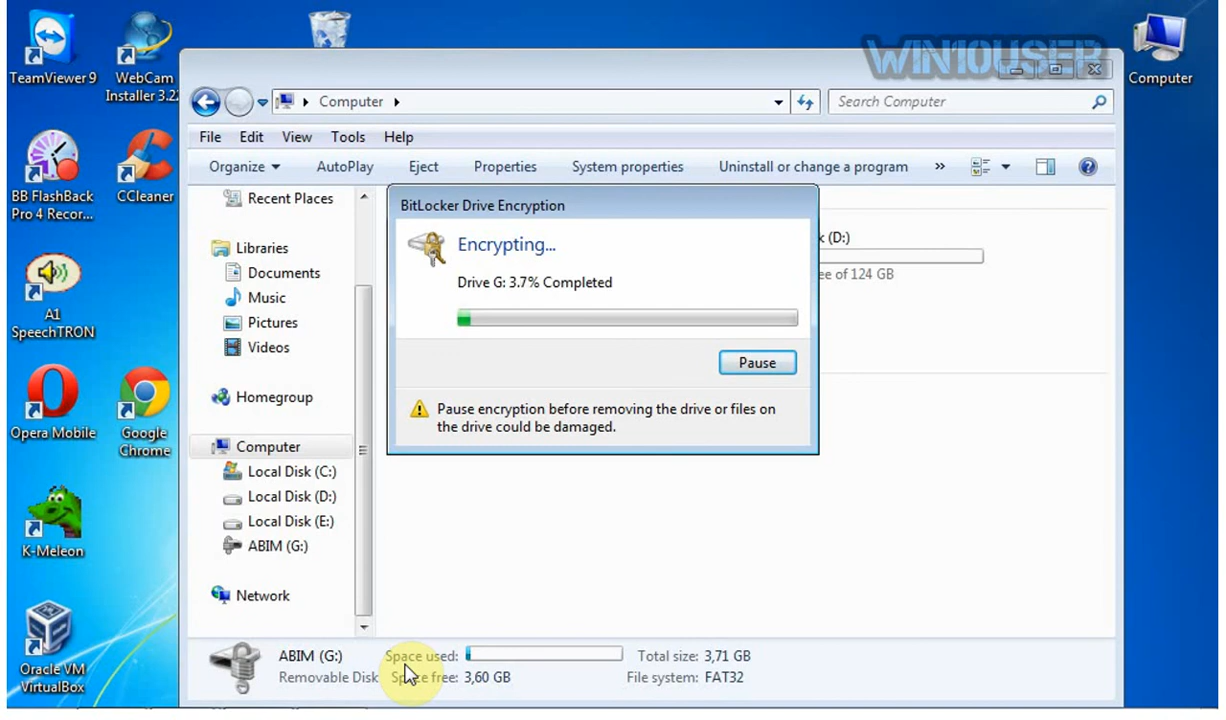 WIN10USER
TeamViewer 9
WebCam
Installer 3.22
BB FlashBack
Pro 4 Recor...
CCleaner
A1
SpeechTRON
Opera Mobile
Google
Chrome
K-Meleon
Oracle VM
VirtualBox
Computer
Computer
Search Computer
File Edit View Tools Help
Organize AutoPlay Eject Properties System properties Uninstall or change a program »
Recent Places
Libraries
Documents
Music
Pictures
Videos
Homegroup
Computer
Local Disk (C:)
Local Disk (D:)
Local Disk (E:)
ABIM (G:)
Network
BitLocker Drive Encryption
Encrypting...
Drive G: 3.7% Completed
Pause
Pause encryption before removing the drive or files on
the drive could be damaged.
k (D:)
ee of 124 GB
ABIM (G:) Space used: Total size: 3,71 GB
Removable Disk Space free: 3,60 GB File system: FAT32